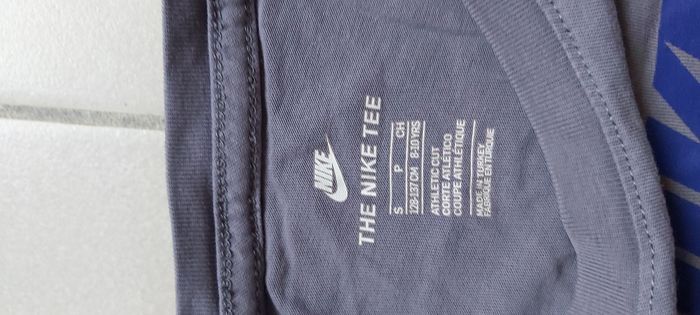 NIKE
THE NIKE TEE
S P CH
128-137 CM 8-10 YRS
ATHLETIC CUT
CORTE ATLÉTICO
COUPE ATHLÉTIQUE
MADE IN TURKEY
FABRIQUÉ EN TURQUIE